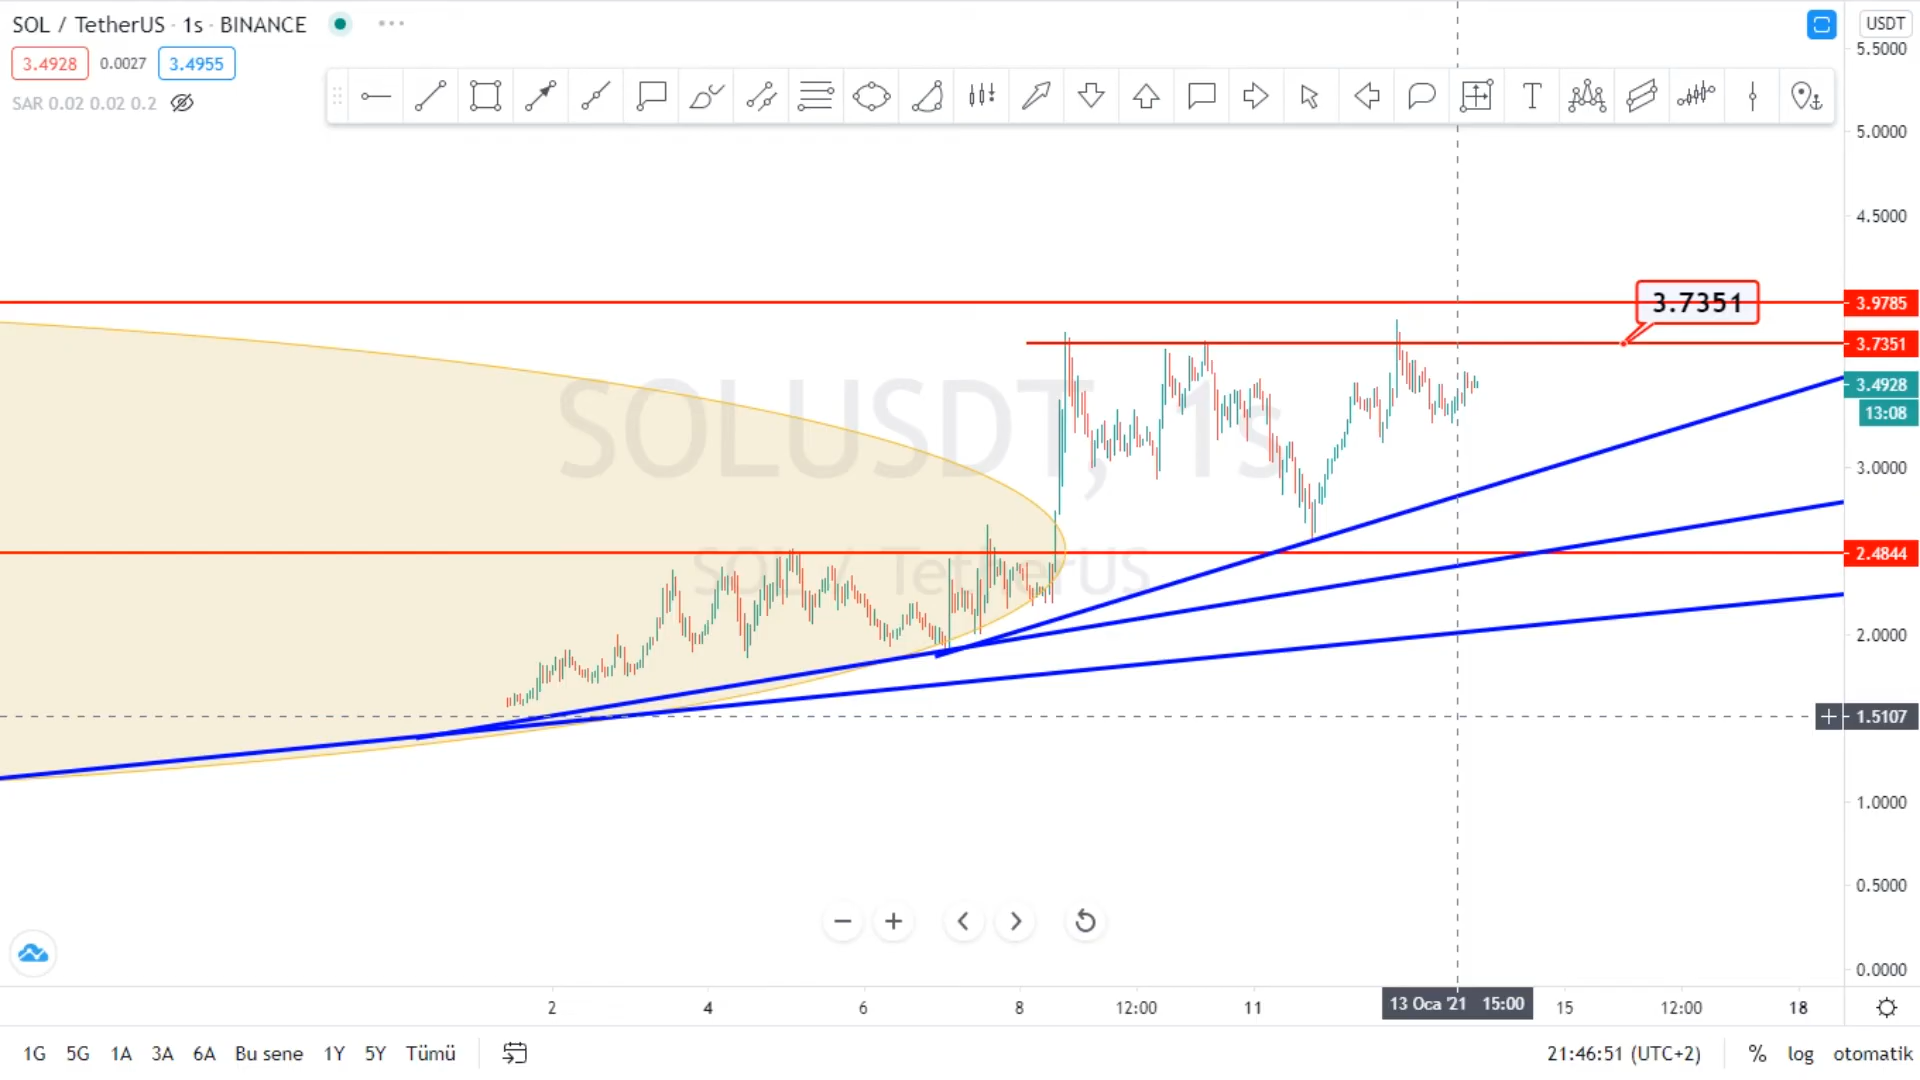 SOL / TetherUS · 1s · BINANCE
3.4928 0.0027 3.4955
SAR 0.02 0.02 0.2
USDT
5.5000
5.0000
4.5000
3.7351
3.9785
3.7351
3.4928
13:08
SOLUSDT, 1s
3.0000
2.4844
SOL / TetherUS
2.0000
1.5107
1.0000
0.5000
0.0000
2 4 6 8 12:00 11 13 Oca '21 15:00 15 12:00 18
1G 5G 1A 3A 6A Bu sene 1Y 5Y Tümü 21:46:51 (UTC+2) % log otomatik